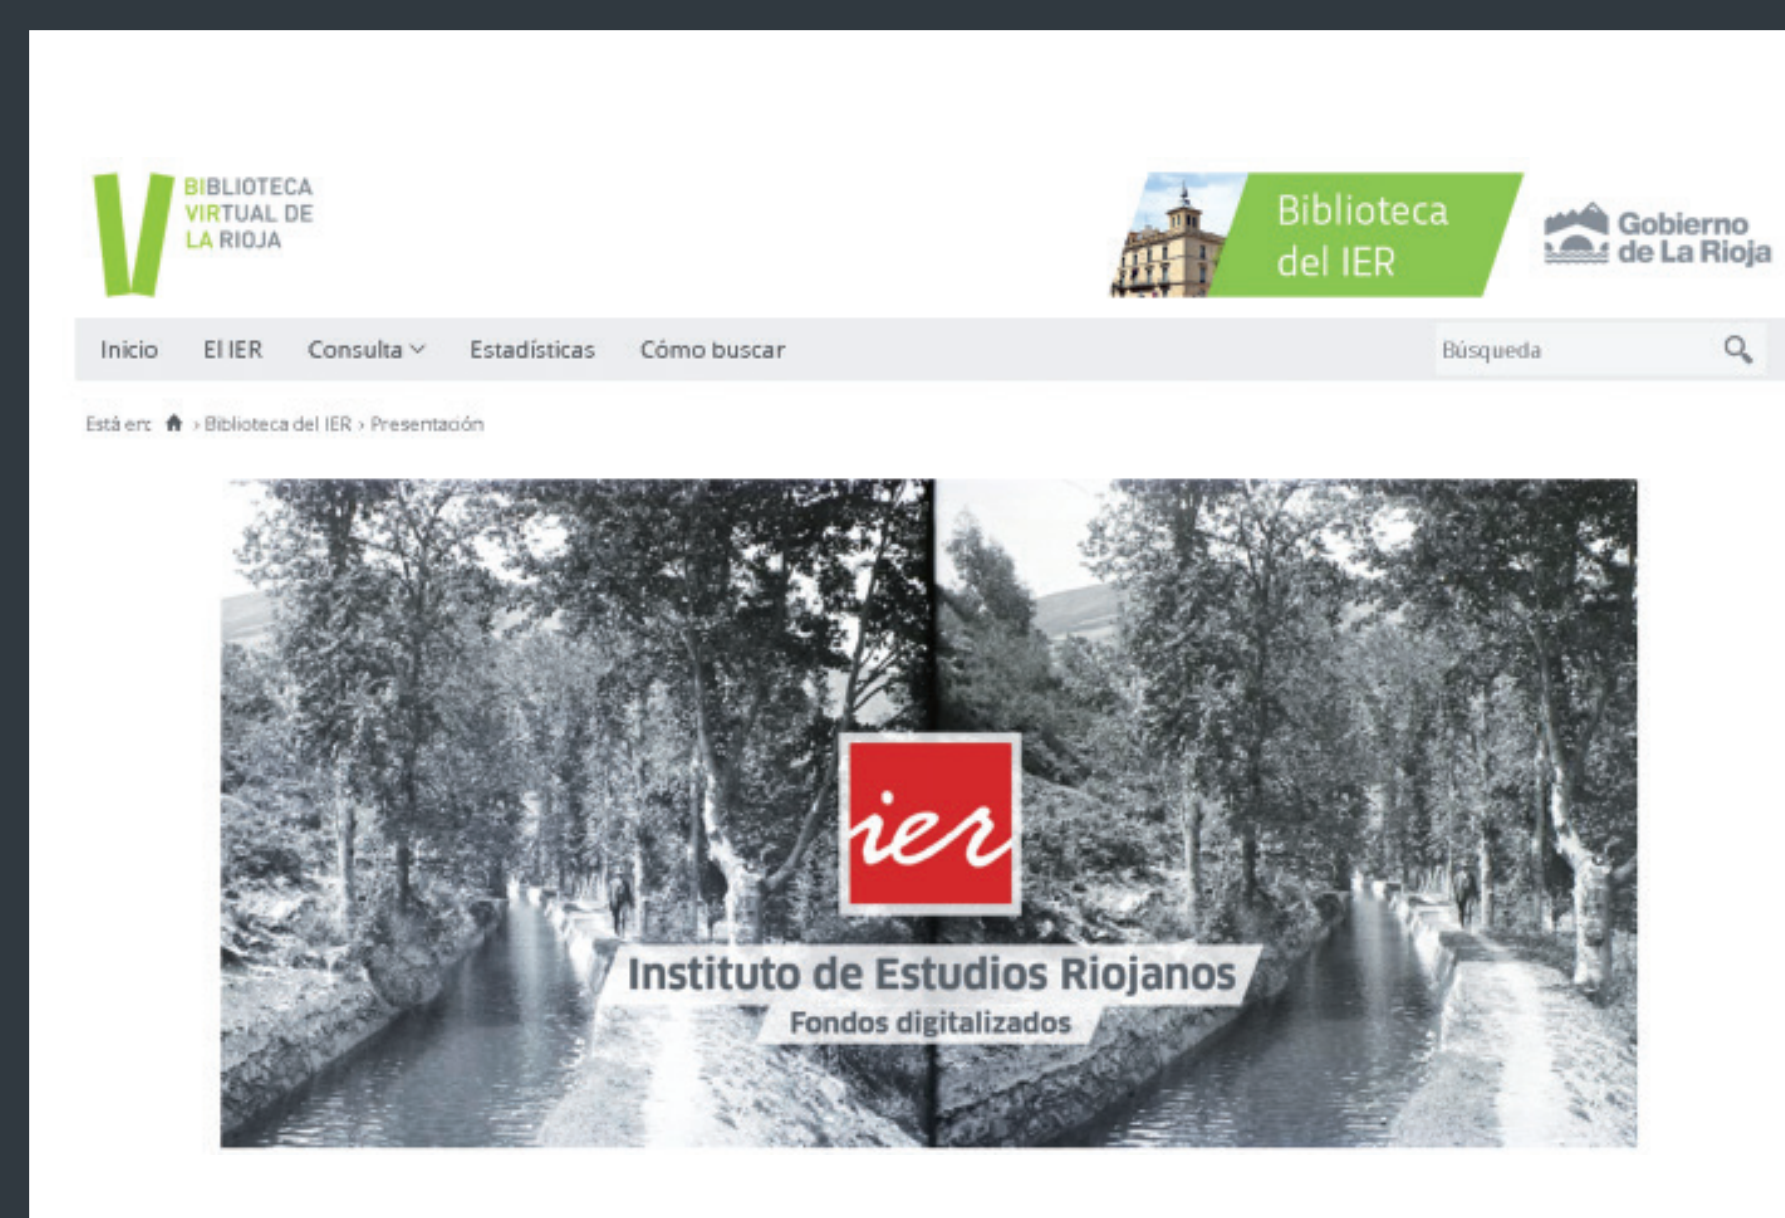 BIBLIOTECA
VIRTUAL DE
LA RIOJA
Biblioteca
del IER
Gobierno
de La Rioja
Inicio El IER Consulta Estadísticas Cómo buscar Búsqueda
Está en: › Biblioteca del IER › Presentación
ier
Instituto de Estudios Riojanos
Fondos digitalizados